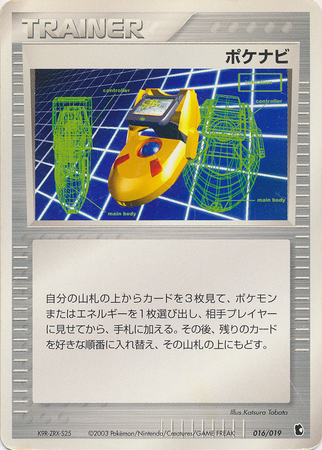 TRAINER
ポケナビ
controller
controller
main body
main body
自分の山札の上からカードを3枚見て、ポケモン
またはエネルギーを1枚選び出し、相手プレイヤー
に見せてから、手札に加える。その後、残りのカード
を好きな順番に入れ替え、その山札の上にもどす。
Illus.Katsura Tabata
K9R-ZRX-S2S ©2003 Pokémon/Nintendo/Creatures/GAME FREAK 016/019